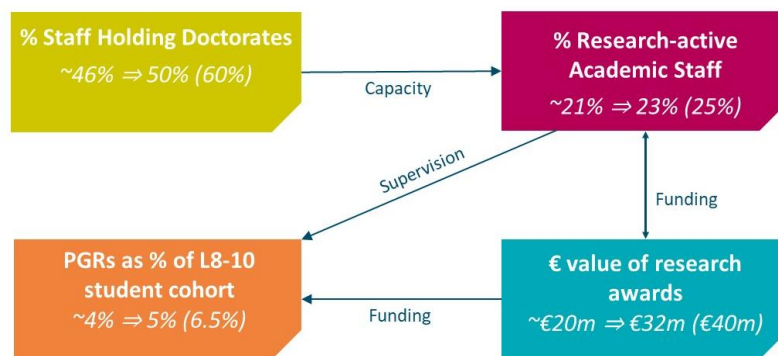 % Staff Holding Doctorates
~46% ⇒ 50% (60%)
Capacity
% Research-active
Academic Staff
~21% ⇒ 23% (25%)
Supervision
Funding
PGRs as % of L8-10
student cohort
~4% ⇒ 5% (6.5%)
Funding
€ value of research
awards
~€20m ⇒ €32m (€40m)